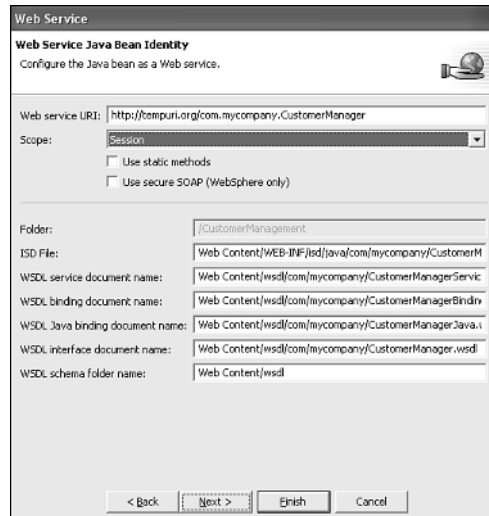 Web Service
Web Service Java Bean Identity
Configure the Java bean as a Web service.
Web service URI: http://tempuri.org/com.mycompany.CustomerManager
Scope: Session
Use static methods
Use secure SOAP (WebSphere only)
Folder: /CustomerManagement
ISD File: Web Content/WEB-INF/isd/java/com/mycompany/CustomerM
WSDL service document name: Web Content/wsdl/com/mycompany/CustomerManagerServic
WSDL binding document name: Web Content/wsdl/com/mycompany/CustomerManagerBindin
WSDL Java binding document name: Web Content/wsdl/com/mycompany/CustomerManagerJava.
WSDL interface document name: Web Content/wsdl/com/mycompany/CustomerManager.wsdl
WSDL schema folder name: Web Content/wsdl
< Back Next > Finish Cancel